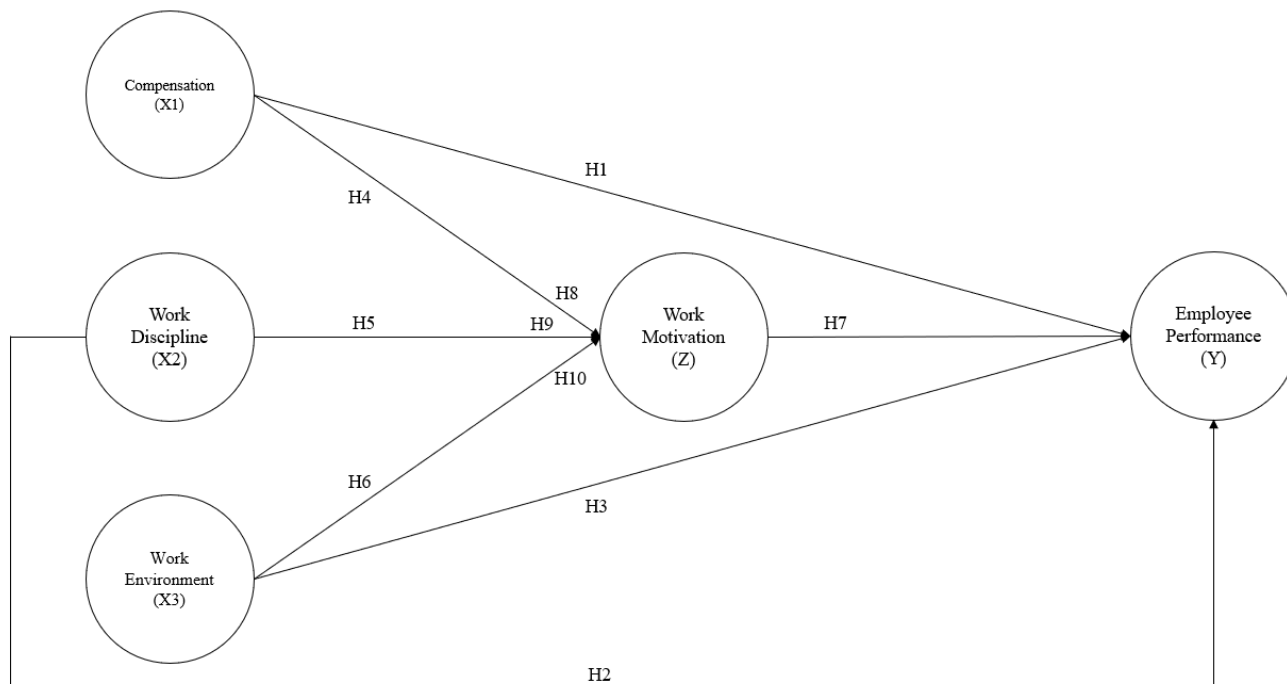 Compensation
(X1)
H1
H4
H8
Work
Discipline
(X2)
H5
H9
Work
Motivation
(Z)
H7
Employee
Performance
(Y)
H10
H6
H3
Work
Environment
(X3)
H2